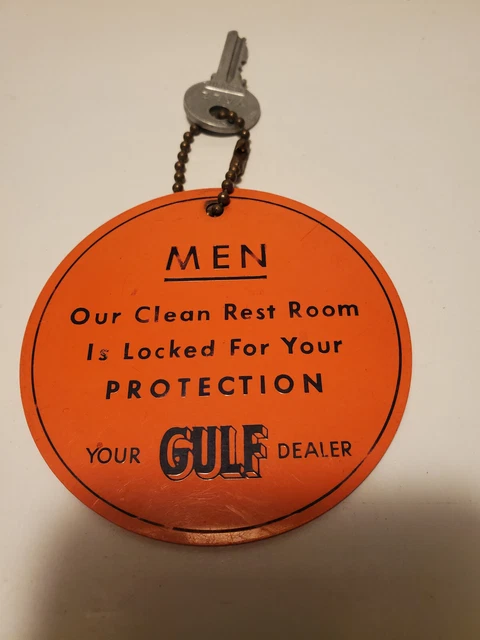 MEN
Our Clean Rest Room
Is Locked For Your
PROTECTION
YOUR GULF DEALER